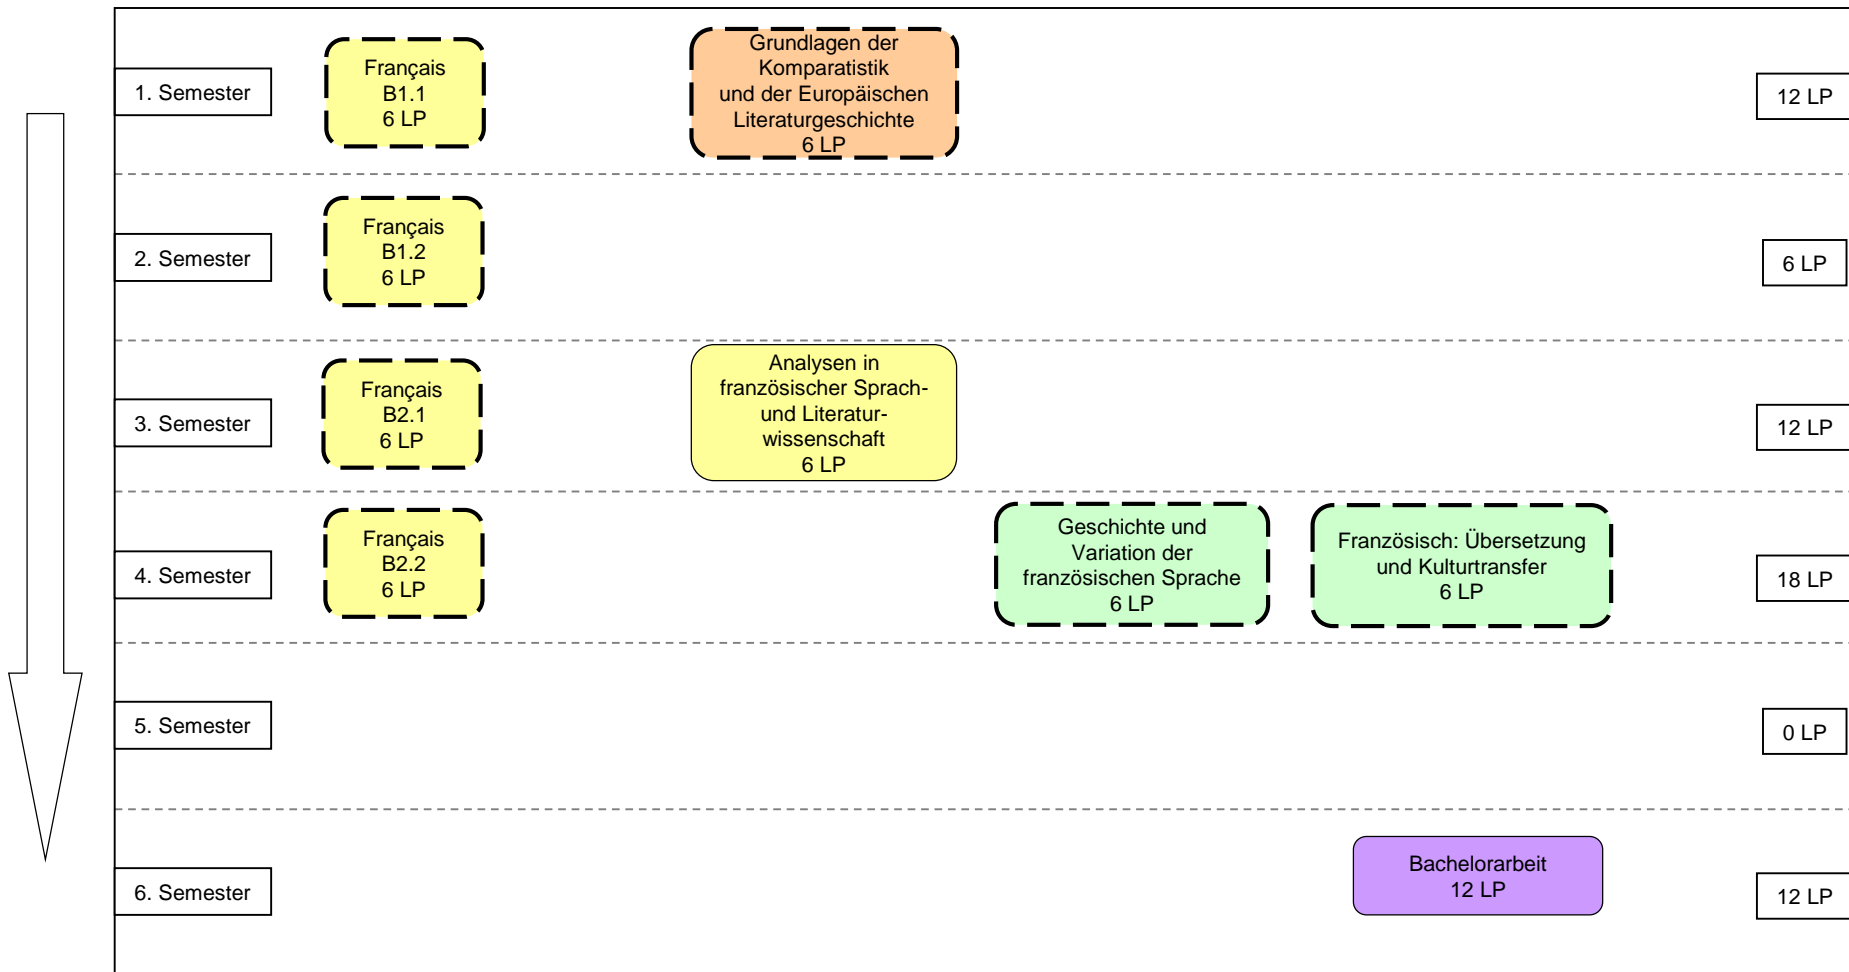 1. Semester
Français
B1.1
6 LP
Grundlagen der
Komparatistik
und der Europäischen
Literaturgeschichte
6 LP
12 LP
2. Semester
Français
B1.2
6 LP
6 LP
3. Semester
Français
B2.1
6 LP
Analysen in
französischer Sprach-
und Literatur-
wissenschaft
6 LP
12 LP
4. Semester
Français
B2.2
6 LP
Geschichte und
Variation der
französischen Sprache
6 LP
Französisch: Übersetzung
und Kulturtransfer
6 LP
18 LP
5. Semester
0 LP
6. Semester
Bachelorarbeit
12 LP
12 LP